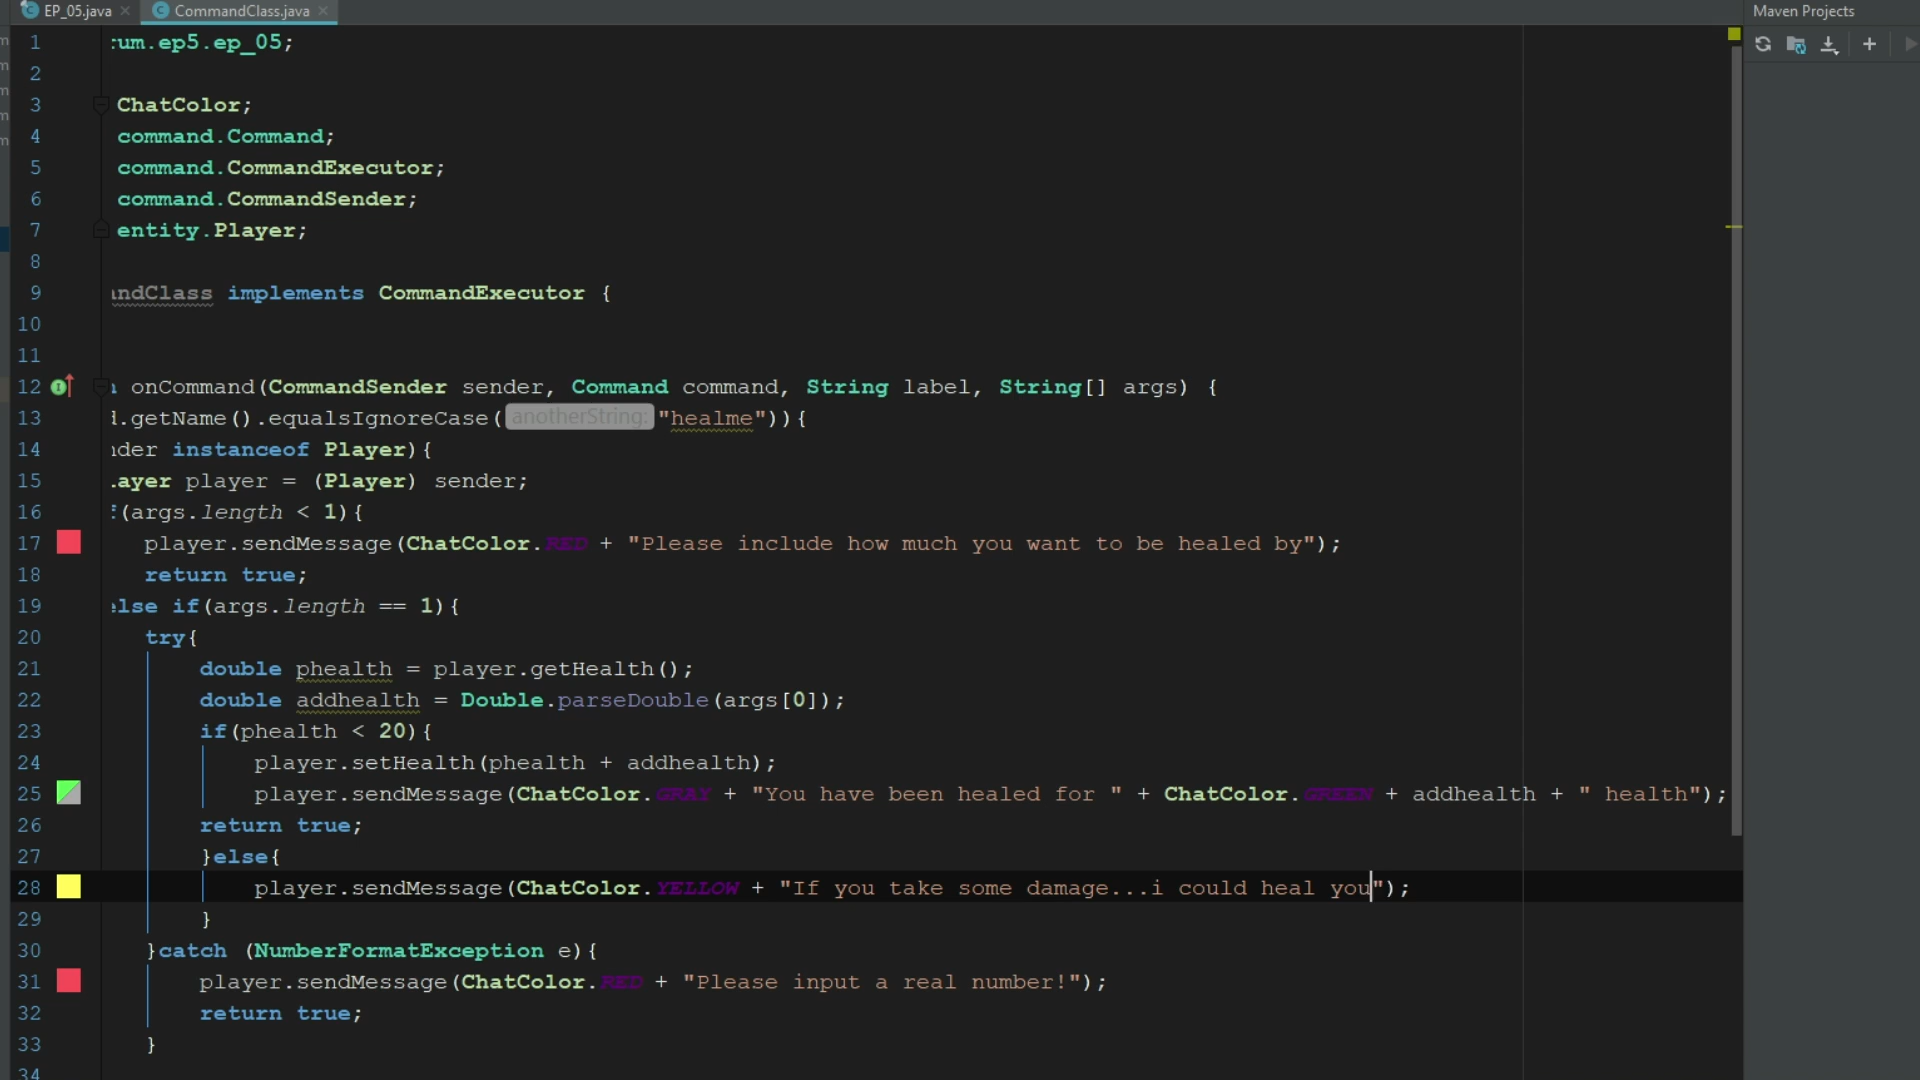 EP_05.java
CommandClass.java
Maven Projects
1 rum.ep5.ep_05;
2
3 ChatColor;
4 command.Command;
5 command.CommandExecutor;
6 command.CommandSender;
7 entity.Player;
8
9 andClass implements CommandExecutor {
10
11
12 n onCommand(CommandSender sender, Command command, String label, String[] args) {
13 d.getName().equalsIgnoreCase( anotherString: "healme")){
14 nder instanceof Player){
15 layer player = (Player) sender;
16 f(args.length < 1){
17 player.sendMessage(ChatColor.RED + "Please include how much you want to be healed by");
18 return true;
19 else if(args.length == 1){
20 try{
21 double phealth = player.getHealth();
22 double addhealth = Double.parseDouble(args[0]);
23 if(phealth < 20){
24 player.setHealth(phealth + addhealth);
25 player.sendMessage(ChatColor.GRAY + "You have been healed for " + ChatColor.GREEN + addhealth + " health");
26 return true;
27 }else{
28 player.sendMessage(ChatColor.YELLOW + "If you take some damage...i could heal you");
29 }
30 }catch (NumberFormatException e){
31 player.sendMessage(ChatColor.RED + "Please input a real number!");
32 return true;
33 }
34